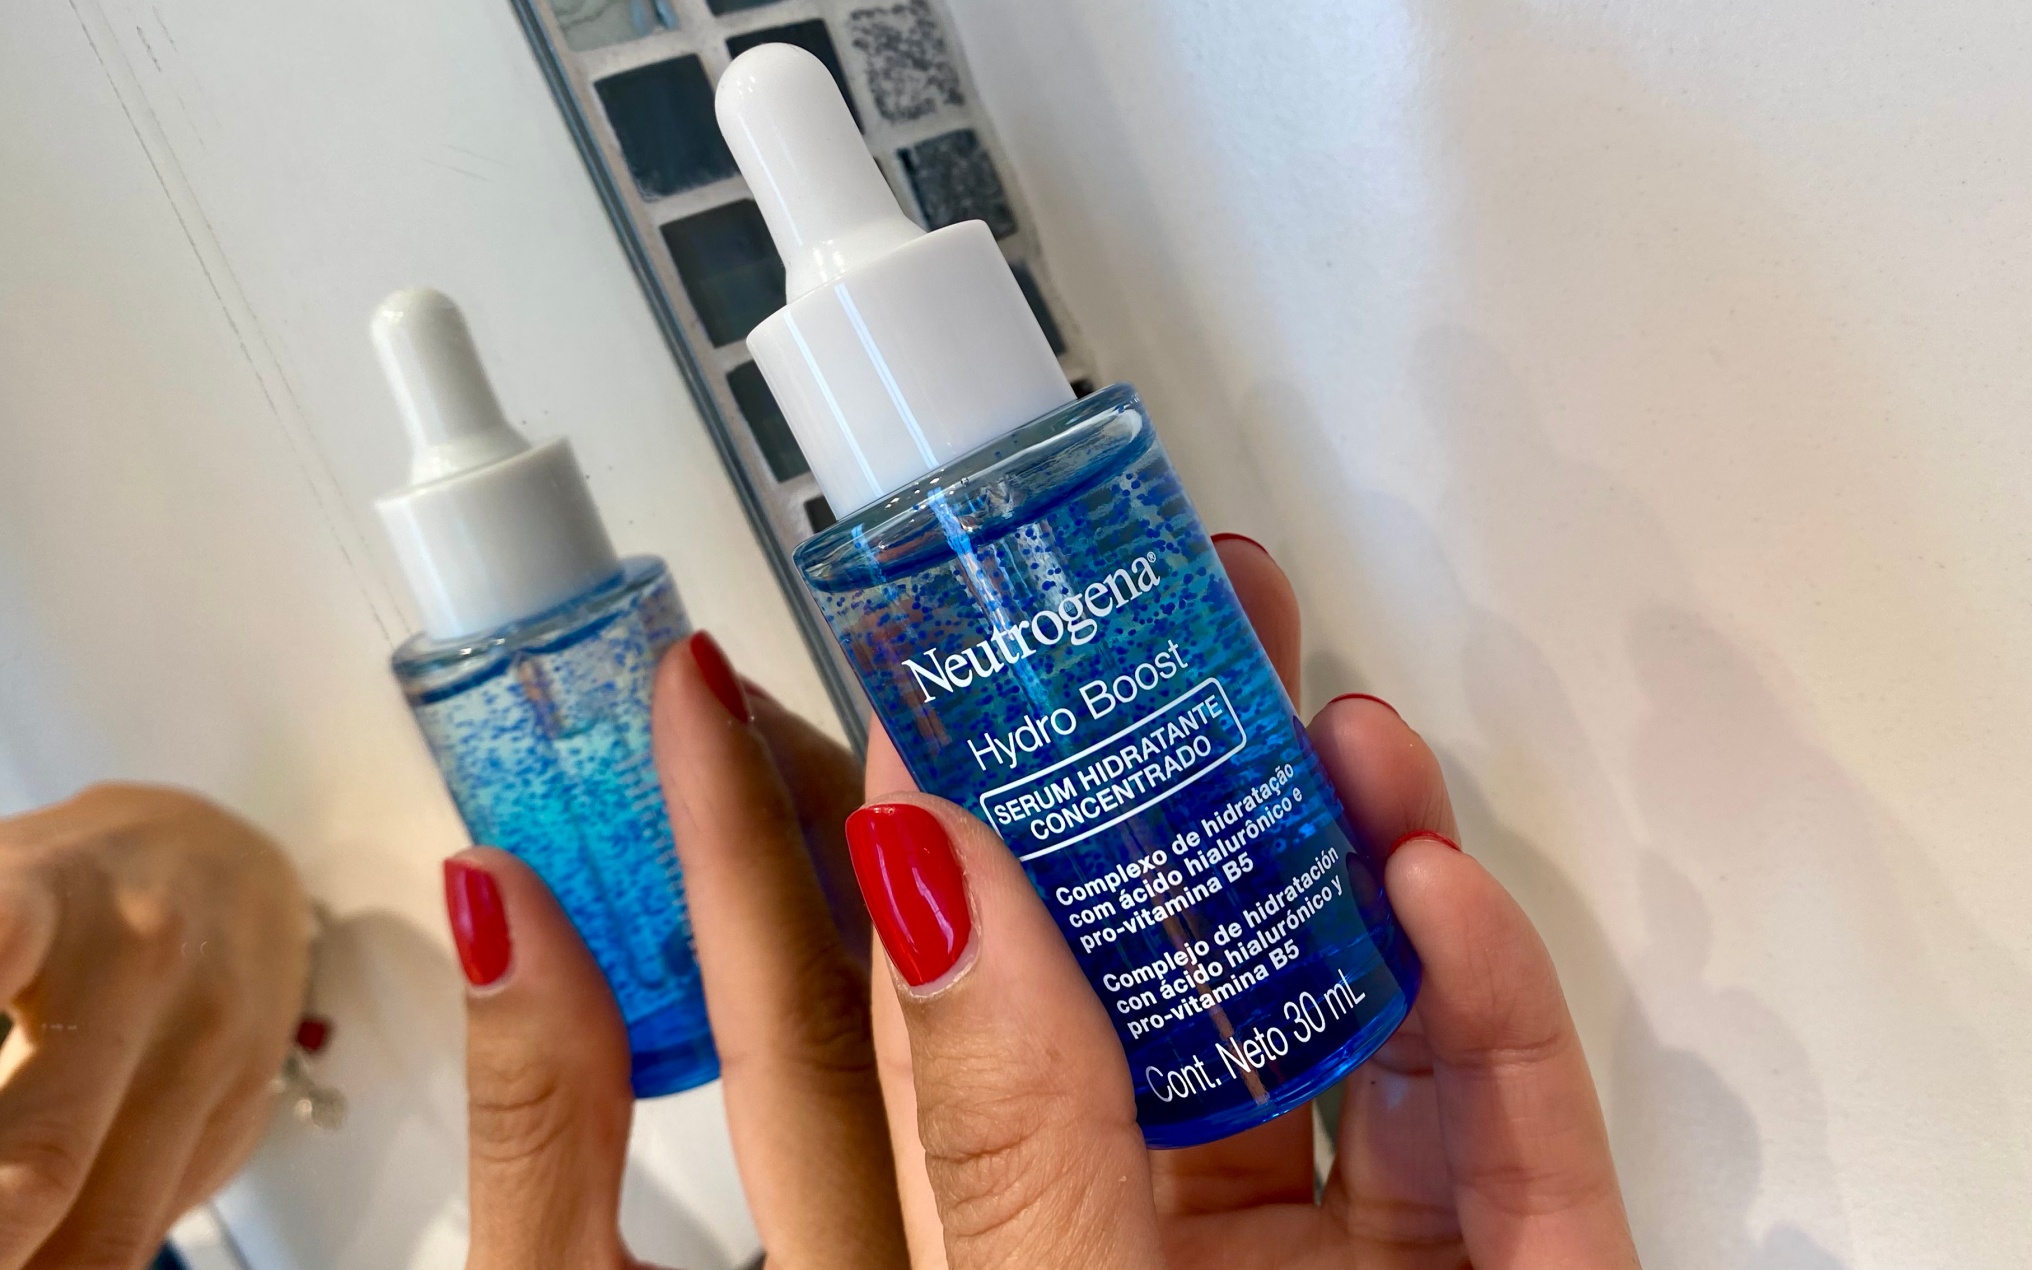 Neutrogena®
Hydro Boost
SERUM HIDRATANTE
CONCENTRADO
Complexo de hidratação
com ácido hialurônico e
pro-vitamina B5
Complejo de hidratación
con ácido hialurónico y
pro-vitamina B5
Cont. Neto 30 mL